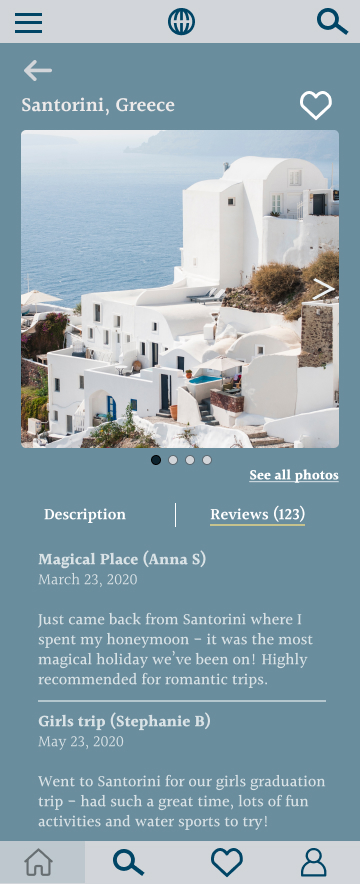 Santorini, Greece
See all photos
Description
Reviews (123)
Magical Place (Anna S)
March 23, 2020
Just came back from Santorini where I
spent my honeymoon – it was the most
magical holiday we’ve been on! Highly
recommended for romantic trips.
Girls trip (Stephanie B)
May 23, 2020
Went to Santorini for our girls graduation
trip – had such a great time, lots of fun
activities and water sports to try!